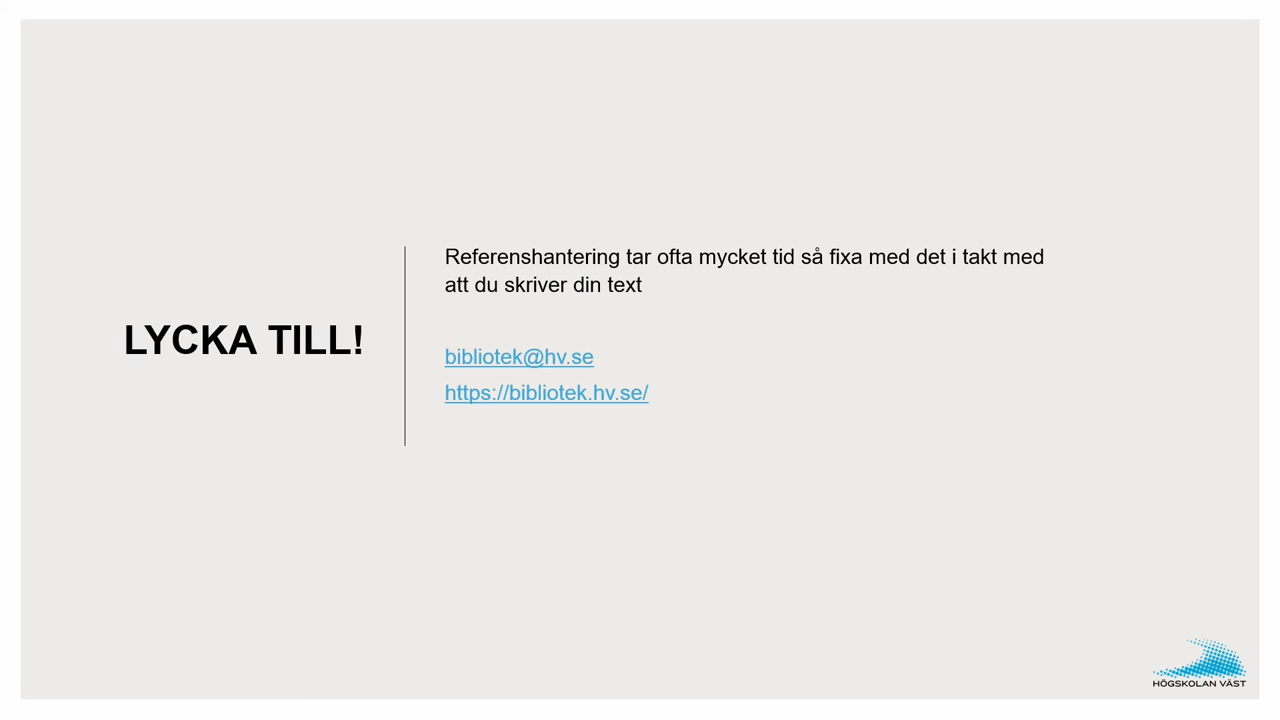 LYCKA TILL!
Referenshantering tar ofta mycket tid så fixa med det i takt med
att du skriver din text
bibliotek@hv.se
https://bibliotek.hv.se/
HÖGSKOLAN VÄST